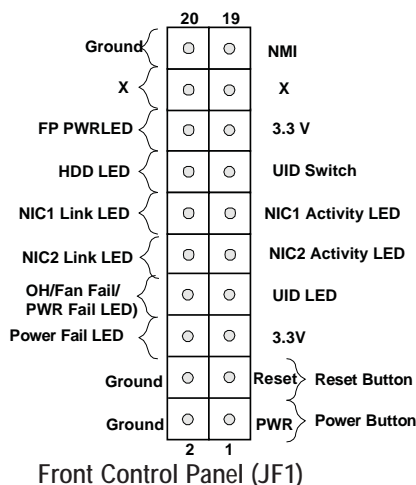 20 19
Ground NMI
X X
FP PWRLED 3.3 V
HDD LED UID Switch
NIC1 Link LED NIC1 Activity LED
NIC2 Link LED NIC2 Activity LED
OH/Fan Fail/
PWR Fail LED) UID LED
Power Fail LED 3.3V
Ground Reset Reset Button
Ground PWR Power Button
2 1
Front Control Panel (JF1)